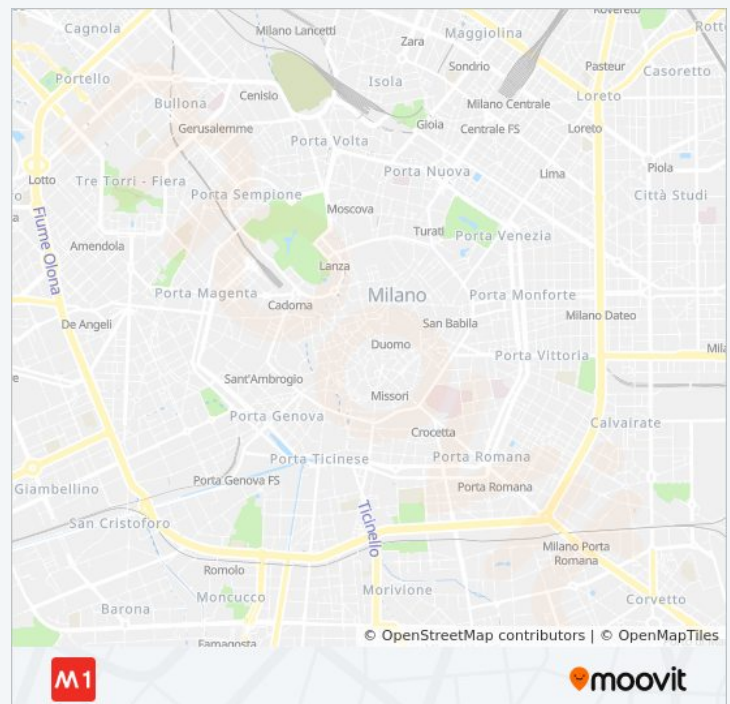 Cagnola
Milano Lancetti
Zara
Maggiolina
Rovereto
Portello
Cenisio
Isola
Sondrio
Pasteur
Casoretto
Bullona
Milano Centrale
Loreto
Gerusalemme
Porta Volta
Gioia
Centrale FS
Loreto
Lotto
Tre Torri - Fiera
Porta Sempione
Porta Nuova
Lima
Piola
Città Studi
Moscova
Turati
Porta Venezia
Fiume Olona
Amendola
Lanza
Porta Magenta
Cadorna
Milano
Porta Monforte
De Angeli
San Babila
Milano Dateo
Duomo
Porta Vittoria
Sant'Ambrogio
Missori
Porta Genova
Crocetta
Calvairate
Porta Ticinese
Porta Romana
Giambellino
Porta Genova FS
Porta Romana
San Cristoforo
Ticinello
Romolo
Milano Porta
Romana
Barona
Moncucco
Morivione
Corvetto
Famagosta
© OpenStreetMap contributors | © OpenMapTiles
M1
moovit